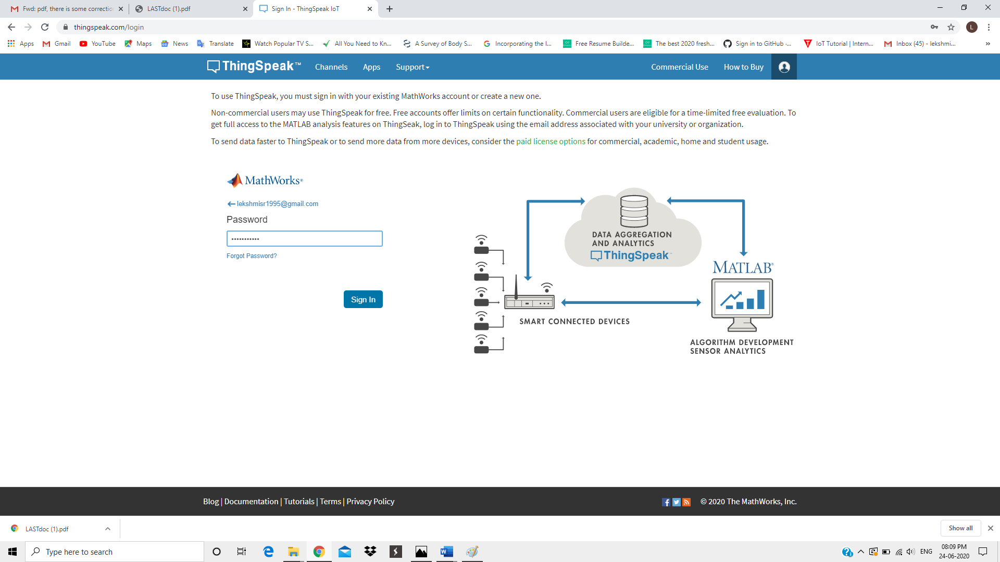 Fwd: pdf, there is some correctio
LASTdoc (1).pdf
Sign In - ThingSpeak IoT
thingspeak.com/login
L
Apps
Gmail
YouTube
Maps
News
Translate
Watch Popular TV S...
All You Need to Kn...
A Survey of Body S...
Incorporating the I...
Free Resume Builde...
The best 2020 fresh...
Sign in to GitHub ·...
IoT Tutorial | Intern...
Inbox (45) - lekshmi...
ThingSpeak™
Channels
Apps
Support
Commercial Use
How to Buy
To use ThingSpeak, you must sign in with your existing MathWorks account or create a new one.
Non-commercial users may use ThingSpeak for free. Free accounts offer limits on certain functionality. Commercial users are eligible for a time-limited free evaluation. To
get full access to the MATLAB analysis features on ThingSeak, log in to ThingSpeak using the email address associated with your university or organization.
To send data faster to ThingSpeak or to send more data from more devices, consider the paid license options for commercial, academic, home and student usage.
MathWorks®
lekshmisr1995@gmail.com
Password
Forgot Password?
Sign In
DATA AGGREGATION
AND ANALYTICS
ThingSpeak™
MATLAB®
SMART CONNECTED DEVICES
ALGORITHM DEVELOPMENT
SENSOR ANALYTICS
Blog | Documentation | Tutorials | Terms | Privacy Policy
© 2020 The MathWorks, Inc.
LASTdoc (1).pdf
Show all
Type here to search
ENG
08:09 PM
24-06-2020